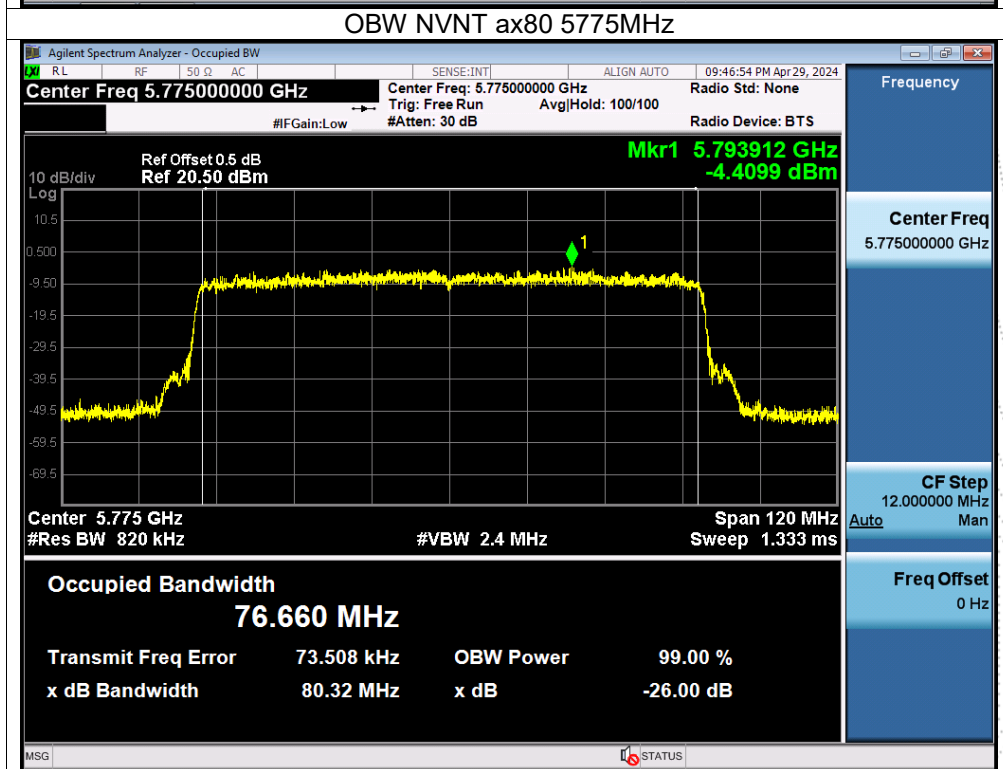 OBW NVNT ax80 5775MHz
Agilent Spectrum Analyzer - Occupied BW
LXI RL RF 50 Ω AC SENSE:INT ALIGN AUTO 09:46:54 PM Apr 29, 2024
Center Freq 5.775000000 GHz
Center Freq: 5.775000000 GHz Radio Std: None
Trig: Free Run Avg|Hold: 100/100
#IFGain:Low #Atten: 30 dB Radio Device: BTS
Mkr1 5.793912 GHz
-4.4099 dBm
Ref Offset 0.5 dB
10 dB/div Ref 20.50 dBm
Log
10.5
0.500
-9.50
-19.5
-29.5
-39.5
-49.5
-59.5
-69.5
1
Center 5.775 GHz Span 120 MHz
#Res BW 820 kHz #VBW 2.4 MHz Sweep 1.333 ms
Occupied Bandwidth
76.660 MHz
Transmit Freq Error 73.508 kHz OBW Power 99.00 %
x dB Bandwidth 80.32 MHz x dB -26.00 dB
MSG STATUS
Frequency
Center Freq
5.775000000 GHz
CF Step
12.000000 MHz
Auto Man
Freq Offset
0 Hz